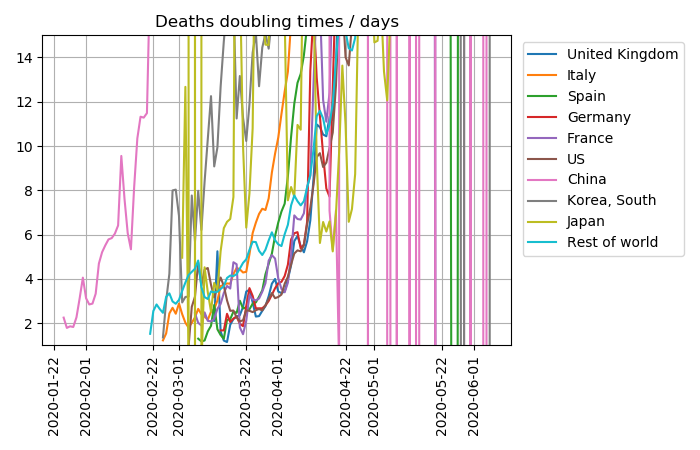 Deaths doubling times / days
14
12
10
8
6
4
2
2020-01-22
2020-02-01
2020-02-22
2020-03-01
2020-03-22
2020-04-01
2020-04-22
2020-05-01
2020-05-22
2020-06-01
United Kingdom
Italy
Spain
Germany
France
US
China
Korea, South
Japan
Rest of world